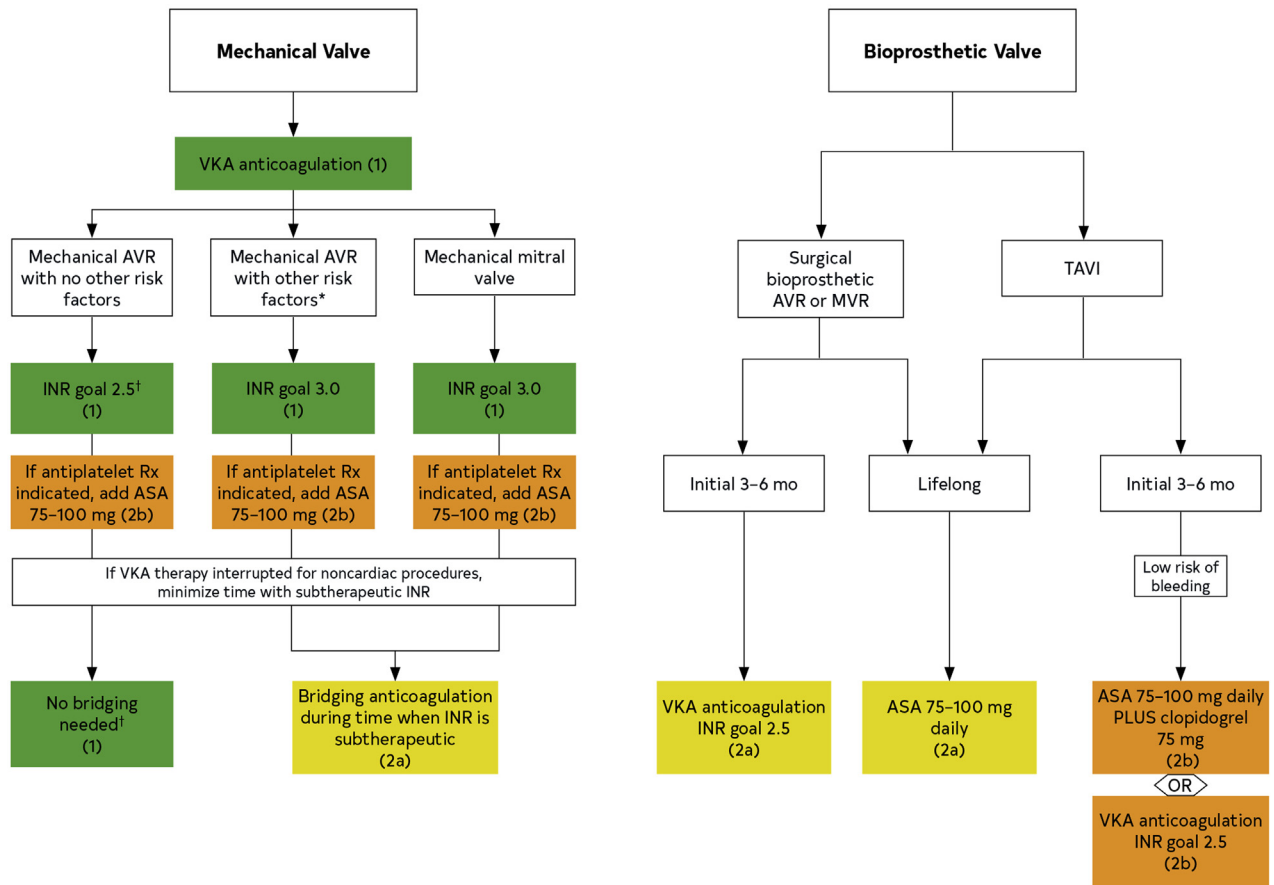 Mechanical Valve
VKA anticoagulation (1)
Mechanical AVR
with no other risk
factors
Mechanical AVR
with other risk
factors*
Mechanical mitral
valve
INR goal 2.5†
(1)
INR goal 3.0
(1)
INR goal 3.0
(1)
If antiplatelet Rx
indicated, add ASA
75–100 mg (2b)
If antiplatelet Rx
indicated, add ASA
75–100 mg (2b)
If antiplatelet Rx
indicated, add ASA
75–100 mg (2b)
If VKA therapy interrupted for noncardiac procedures,
minimize time with subtherapeutic INR
No bridging
needed†
(1)
Bridging anticoagulation
during time when INR is
subtherapeutic
(2a)
Bioprosthetic Valve
Surgical
bioprosthetic
AVR or MVR
TAVI
Initial 3–6 mo
Lifelong
Initial 3–6 mo
Low risk of
bleeding
VKA anticoagulation
INR goal 2.5
(2a)
ASA 75–100 mg
daily
(2a)
ASA 75–100 mg daily
PLUS clopidogrel
75 mg
(2b)
OR
VKA anticoagulation
INR goal 2.5
(2b)